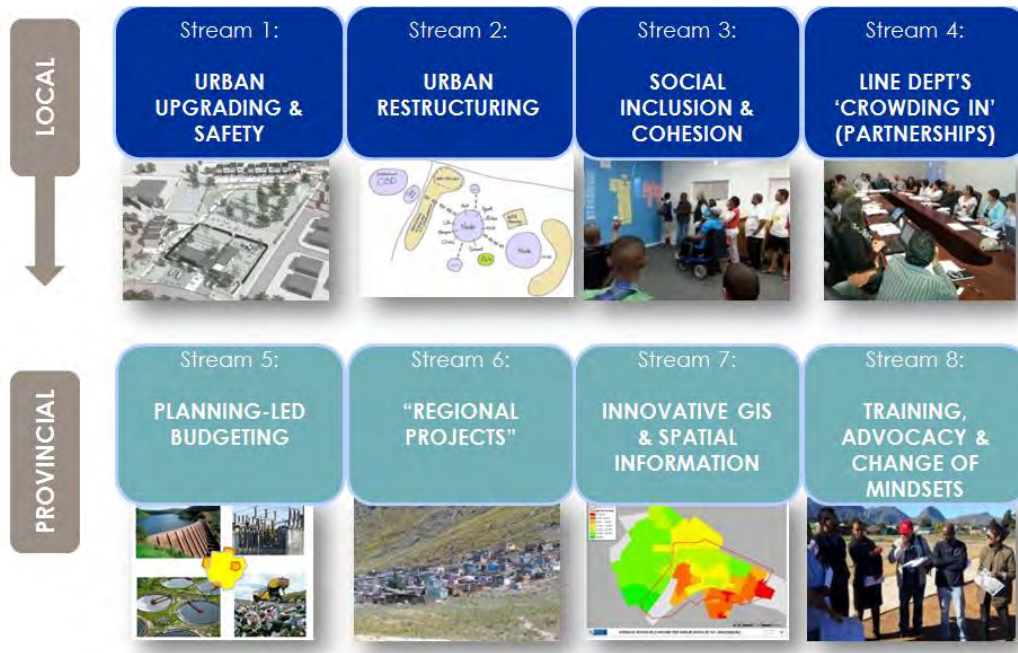 LOCAL
Stream 1:
URBAN
UPGRADING &
SAFETY
Stream 2:
URBAN
RESTRUCTURING
Stream 3:
SOCIAL
INCLUSION &
COHESION
Stream 4:
LINE DEPT'S
'CROWDING IN'
(PARTNERSHIPS)
CBD
Node
Node
PROVINCIAL
Stream 5:
PLANNING-LED
BUDGETING
Stream 6:
“REGIONAL
PROJECTS”
Stream 7:
INNOVATIVE GIS
& SPATIAL
INFORMATION
Stream 8:
TRAINING,
ADVOCACY &
CHANGE OF
MINDSETS